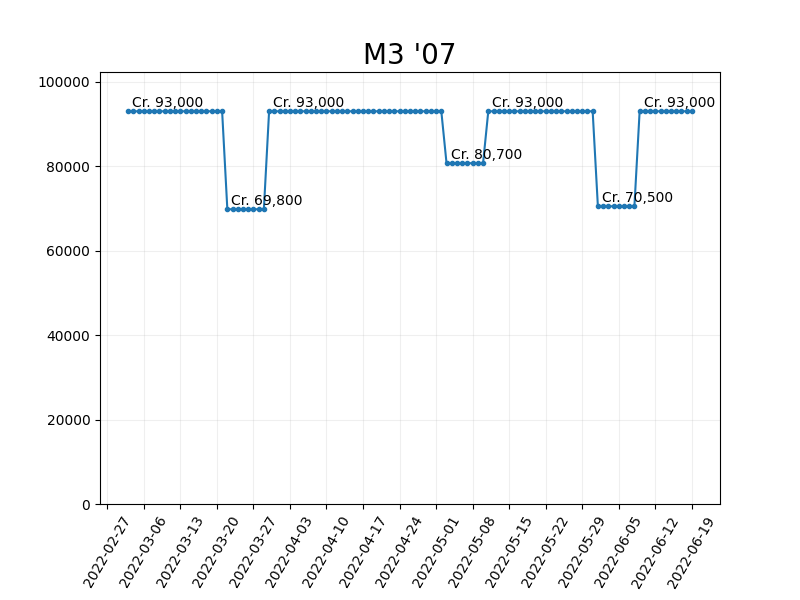 M3 '07
100000
80000
60000
40000
20000
0
Cr. 93,000
Cr. 69,800
Cr. 93,000
Cr. 80,700
Cr. 93,000
Cr. 70,500
Cr. 93,000
2022-02-27
2022-03-06
2022-03-13
2022-03-20
2022-03-27
2022-04-03
2022-04-10
2022-04-17
2022-04-24
2022-05-01
2022-05-08
2022-05-15
2022-05-22
2022-05-29
2022-06-05
2022-06-12
2022-06-19